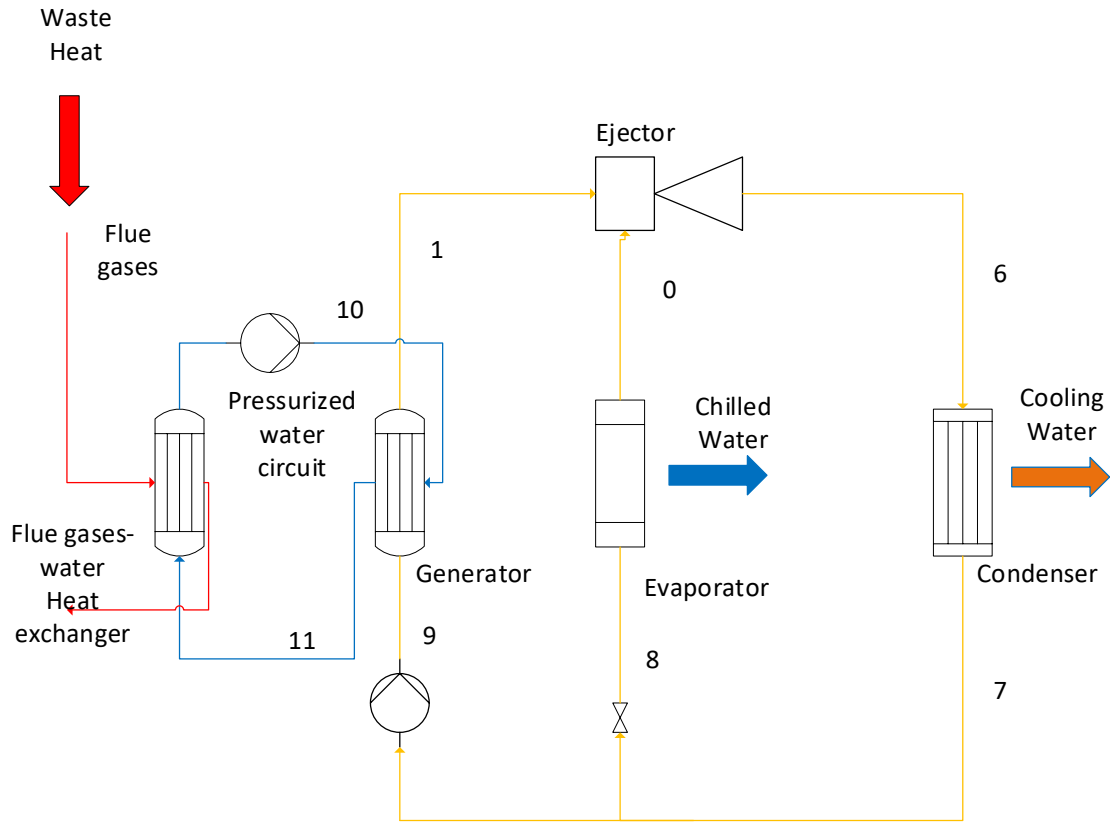 Waste
Heat
Ejector
Flue
gases
1
0
6
10
Pressurized
water
circuit
Chilled
Water
Cooling
Water
Flue gases-
water
Heat
exchanger
Generator
Evaporator
Condenser
11
9
8
7